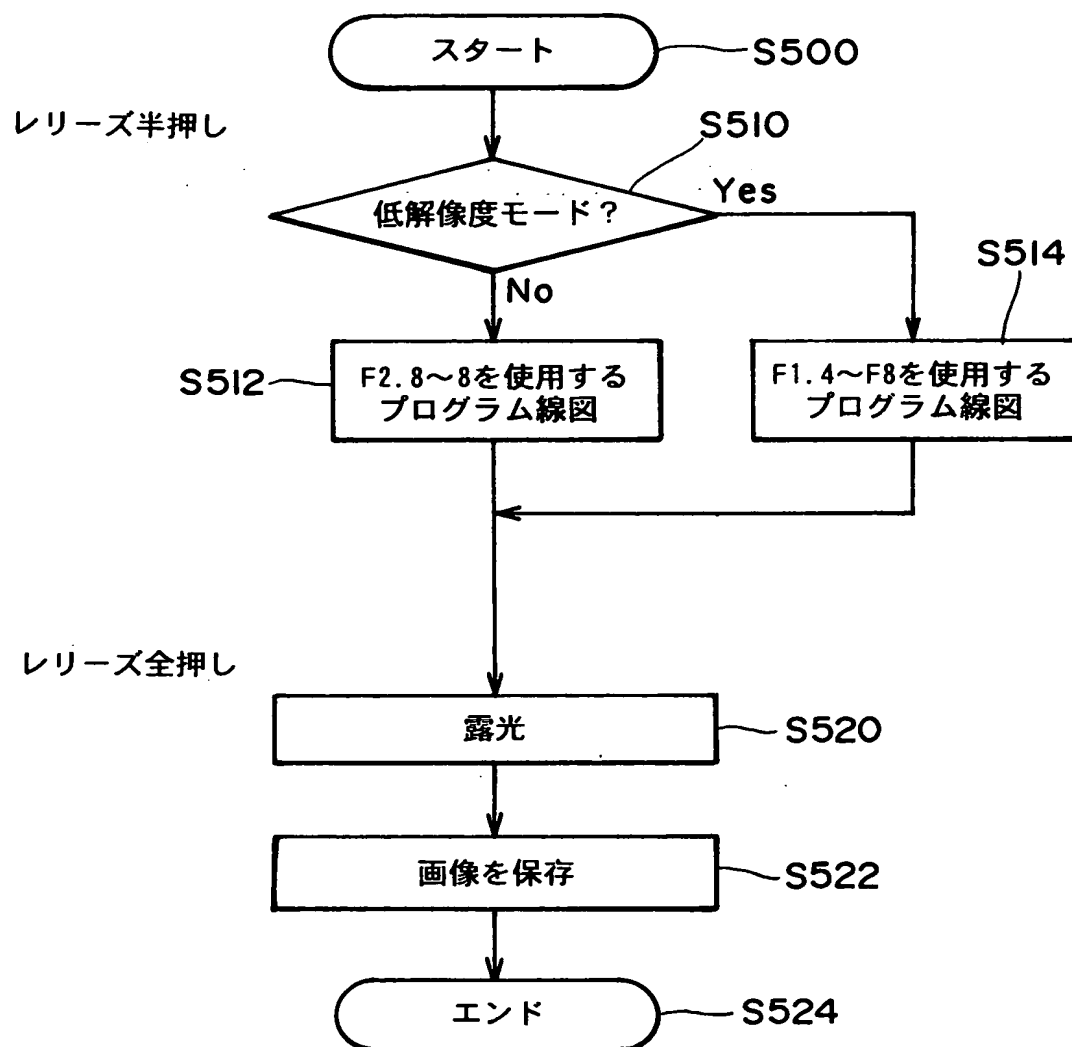 スタート
S500
レリーズ半押し
S510
低解像度モード？
Yes
No
S514
S512
F2.8～8を使用する
プログラム線図
F1.4～F8を使用する
プログラム線図
レリーズ全押し
露光
S520
画像を保存
S522
エンド
S524